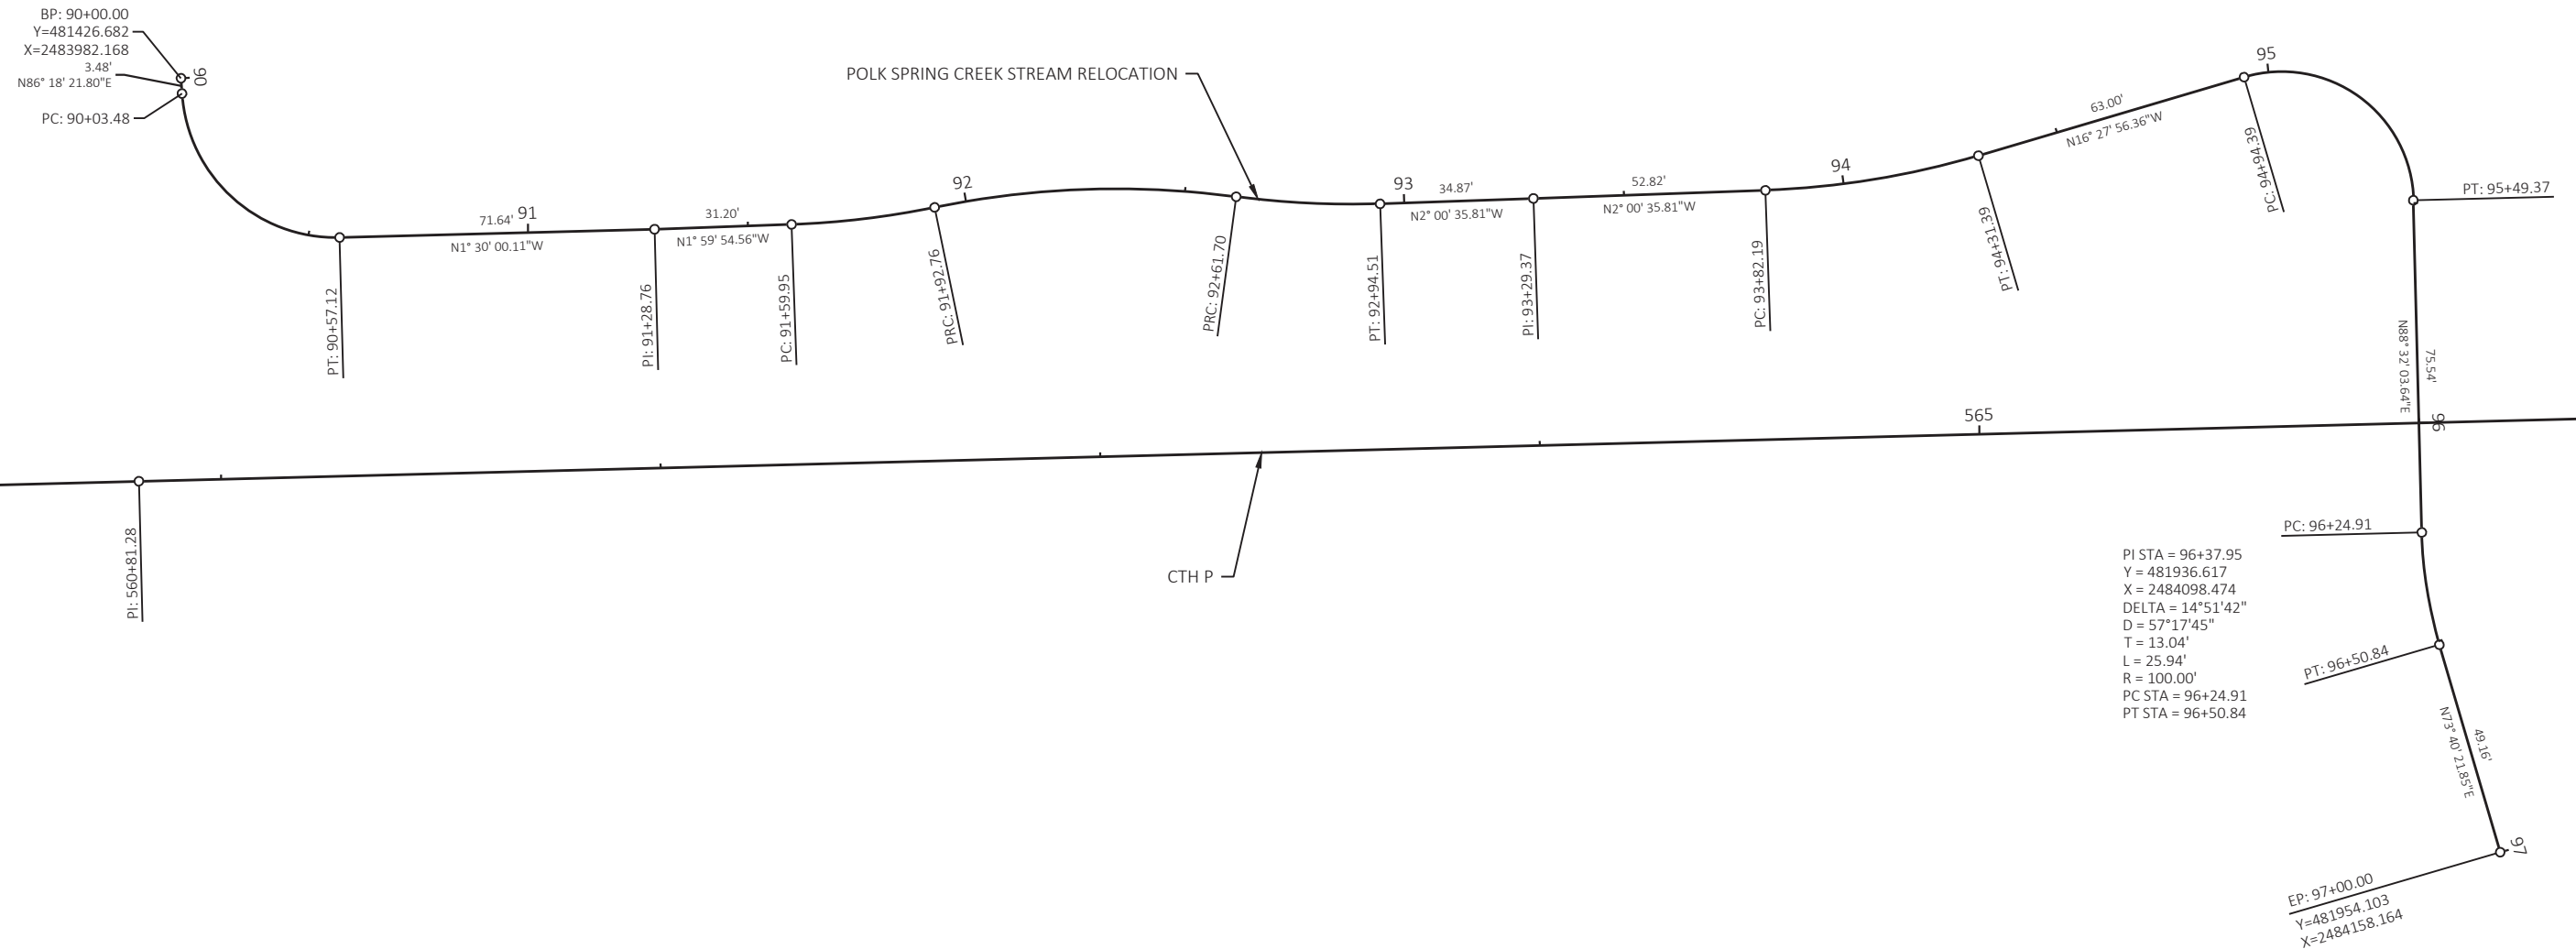 BP: 90+00.00
Y=481426.682
X=2483982.168
3.48'
N86° 18' 21.80"E
PC: 90+03.48
90
POLK SPRING CREEK STREAM RELOCATION
PT: 90+57.12
71.64'
N1° 30' 00.11"W
91
PI: 91+28.76
31.20'
N1° 59' 54.56"W
PC: 91+59.95
PRC: 91+92.76
92
PRC: 92+61.70
PT: 92+94.51
93
34.87'
N2° 00' 35.81"W
PI: 93+29.37
52.82'
N2° 00' 35.81"W
PC: 93+82.19
94
PT: 94+31.39
63.00'
N16° 27' 56.36"W
PC: 94+94.39
95
PT: 95+49.37
N88° 32' 03.64"E
75.54'
96
565
PI: 560+81.28
CTH P
PC: 96+24.91
PI STA = 96+37.95
Y = 481936.617
X = 2484098.474
DELTA = 14°51'42"
D = 57°17'45"
T = 13.04'
L = 25.94'
R = 100.00'
PC STA = 96+24.91
PT STA = 96+50.84
PT: 96+50.84
N73° 40' 21.85"E
49.16'
97
EP: 97+00.00
Y=481954.103
X=2484158.164